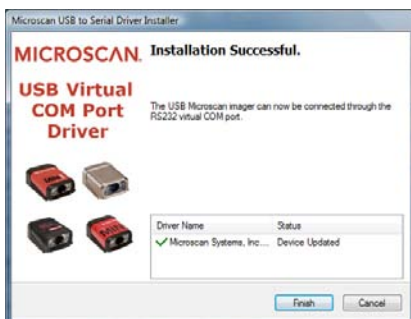 Microscan USB to Serial Driver Installer
MICROSCAN.
Installation Successful.
USB Virtual
COM Port
Driver
The USB Microscan imager can now be connected through the
RS232 virtual COM port.
Driver Name Status
Microscan Systems, Inc... Device Updated
Finish Cancel